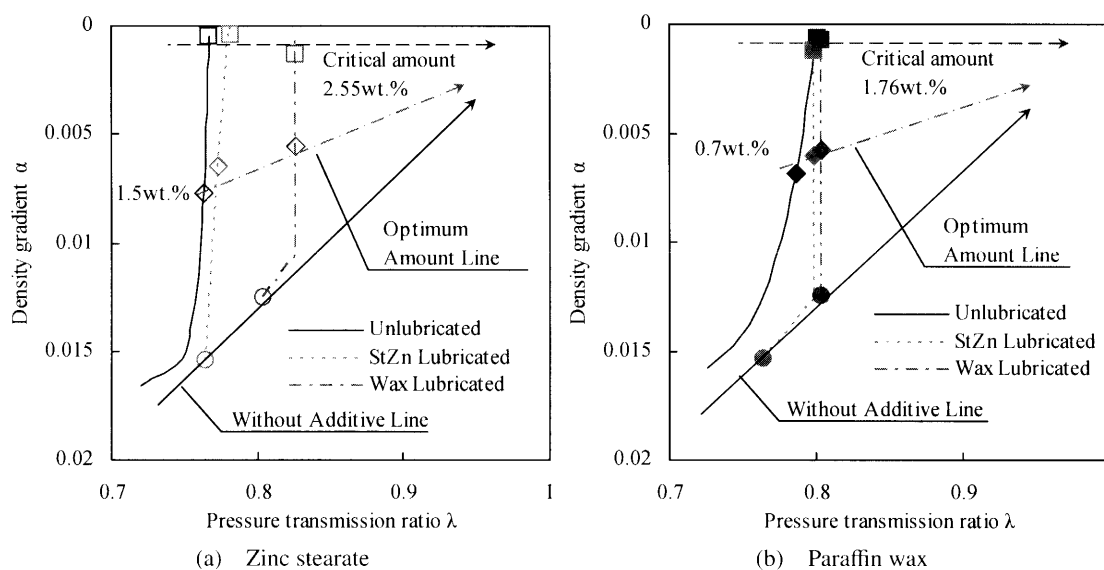 0
0.005
0.01
0.015
0.02
Density gradient α
0.7
0.8
0.9
1
Pressure transmission ratio λ
Critical amount
2.55wt.%
1.5wt.%
Optimum
Amount Line
Unlubricated
StZn Lubricated
Wax Lubricated
Without Additive Line
(a) Zinc stearate
0
0.005
0.01
0.015
0.02
Density gradient α
0.7
0.8
0.9
Pressure transmission ratio λ
Critical amount
1.76wt.%
0.7wt.%
Optimum
Amount Line
Unlubricated
StZn Lubricated
Wax Lubricated
Without Additive Line
(b) Paraffin wax